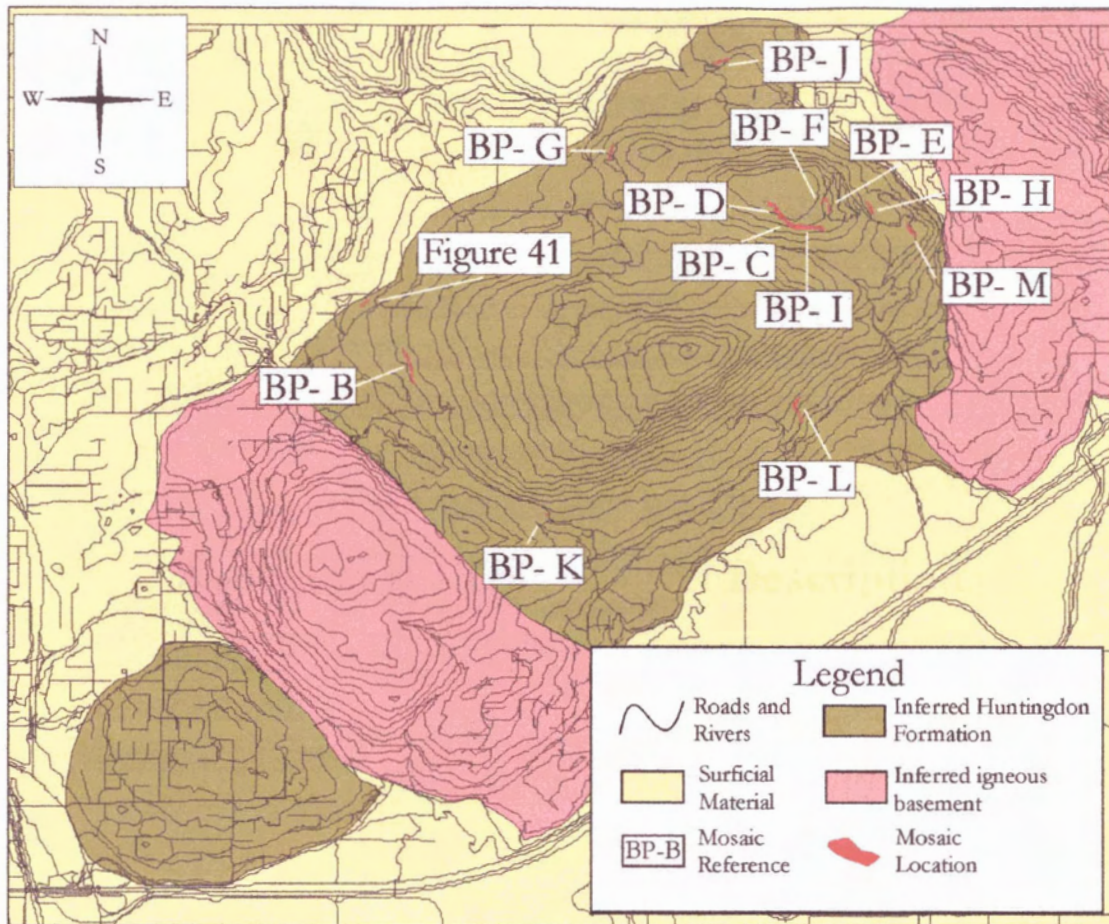 N
W E
S
BP- J
BP- F
BP- E
BP- G
BP- H
BP- D
Figure 41
BP- C
BP- M
BP- I
BP- B
BP- L
BP- K
Legend
Roads and
Rivers
Inferred Huntingdon
Formation
Surficial
Material
Inferred igneous
basement
BP-B
Mosaic
Reference
Mosaic
Location